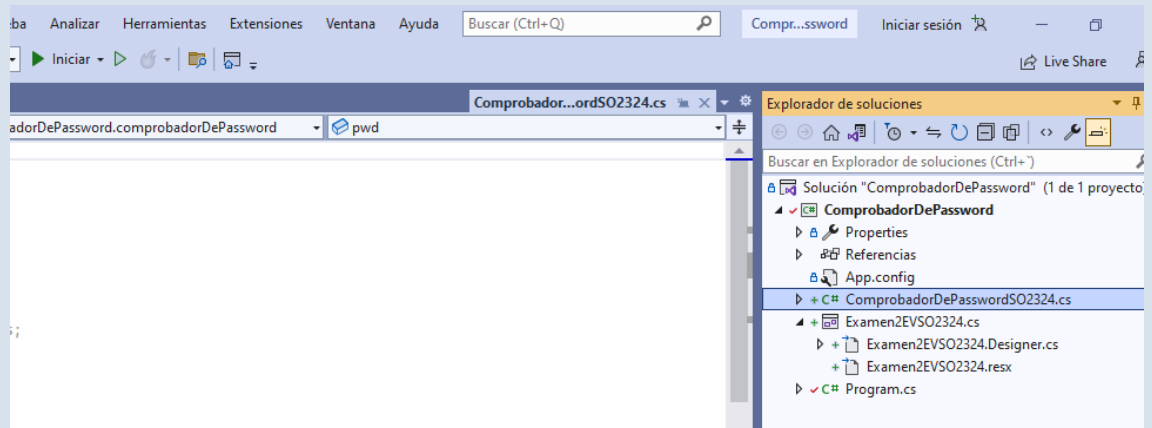 ba Analizar Herramientas Extensiones Ventana Ayuda Buscar (Ctrl+Q) Compr...ssword Iniciar sesión
Iniciar Live Share
Comprobador...ordSO2324.cs Explorador de soluciones
adorDePassword.comprobadorDePassword pwd
Buscar en Explorador de soluciones (Ctrl+`)
Solución "ComprobadorDePassword" (1 de 1 proyecto)
C# ComprobadorDePassword
Properties
Referencias
App.config
s; C# ComprobadorDePasswordSO2324.cs
Examen2EVSO2324.cs
Examen2EVSO2324.Designer.cs
Examen2EVSO2324.resx
C# Program.cs